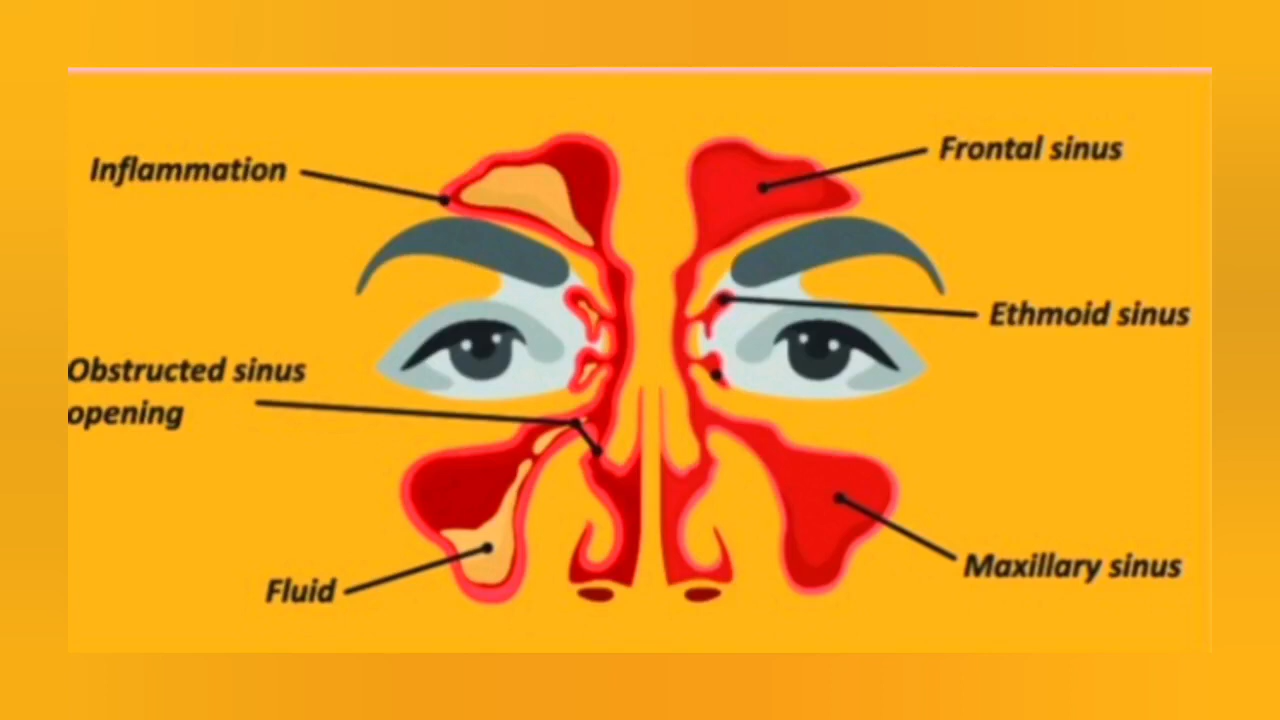 Inflammation
Frontal sinus
Ethmoid sinus
Obstructed sinus
opening
Maxillary sinus
Fluid